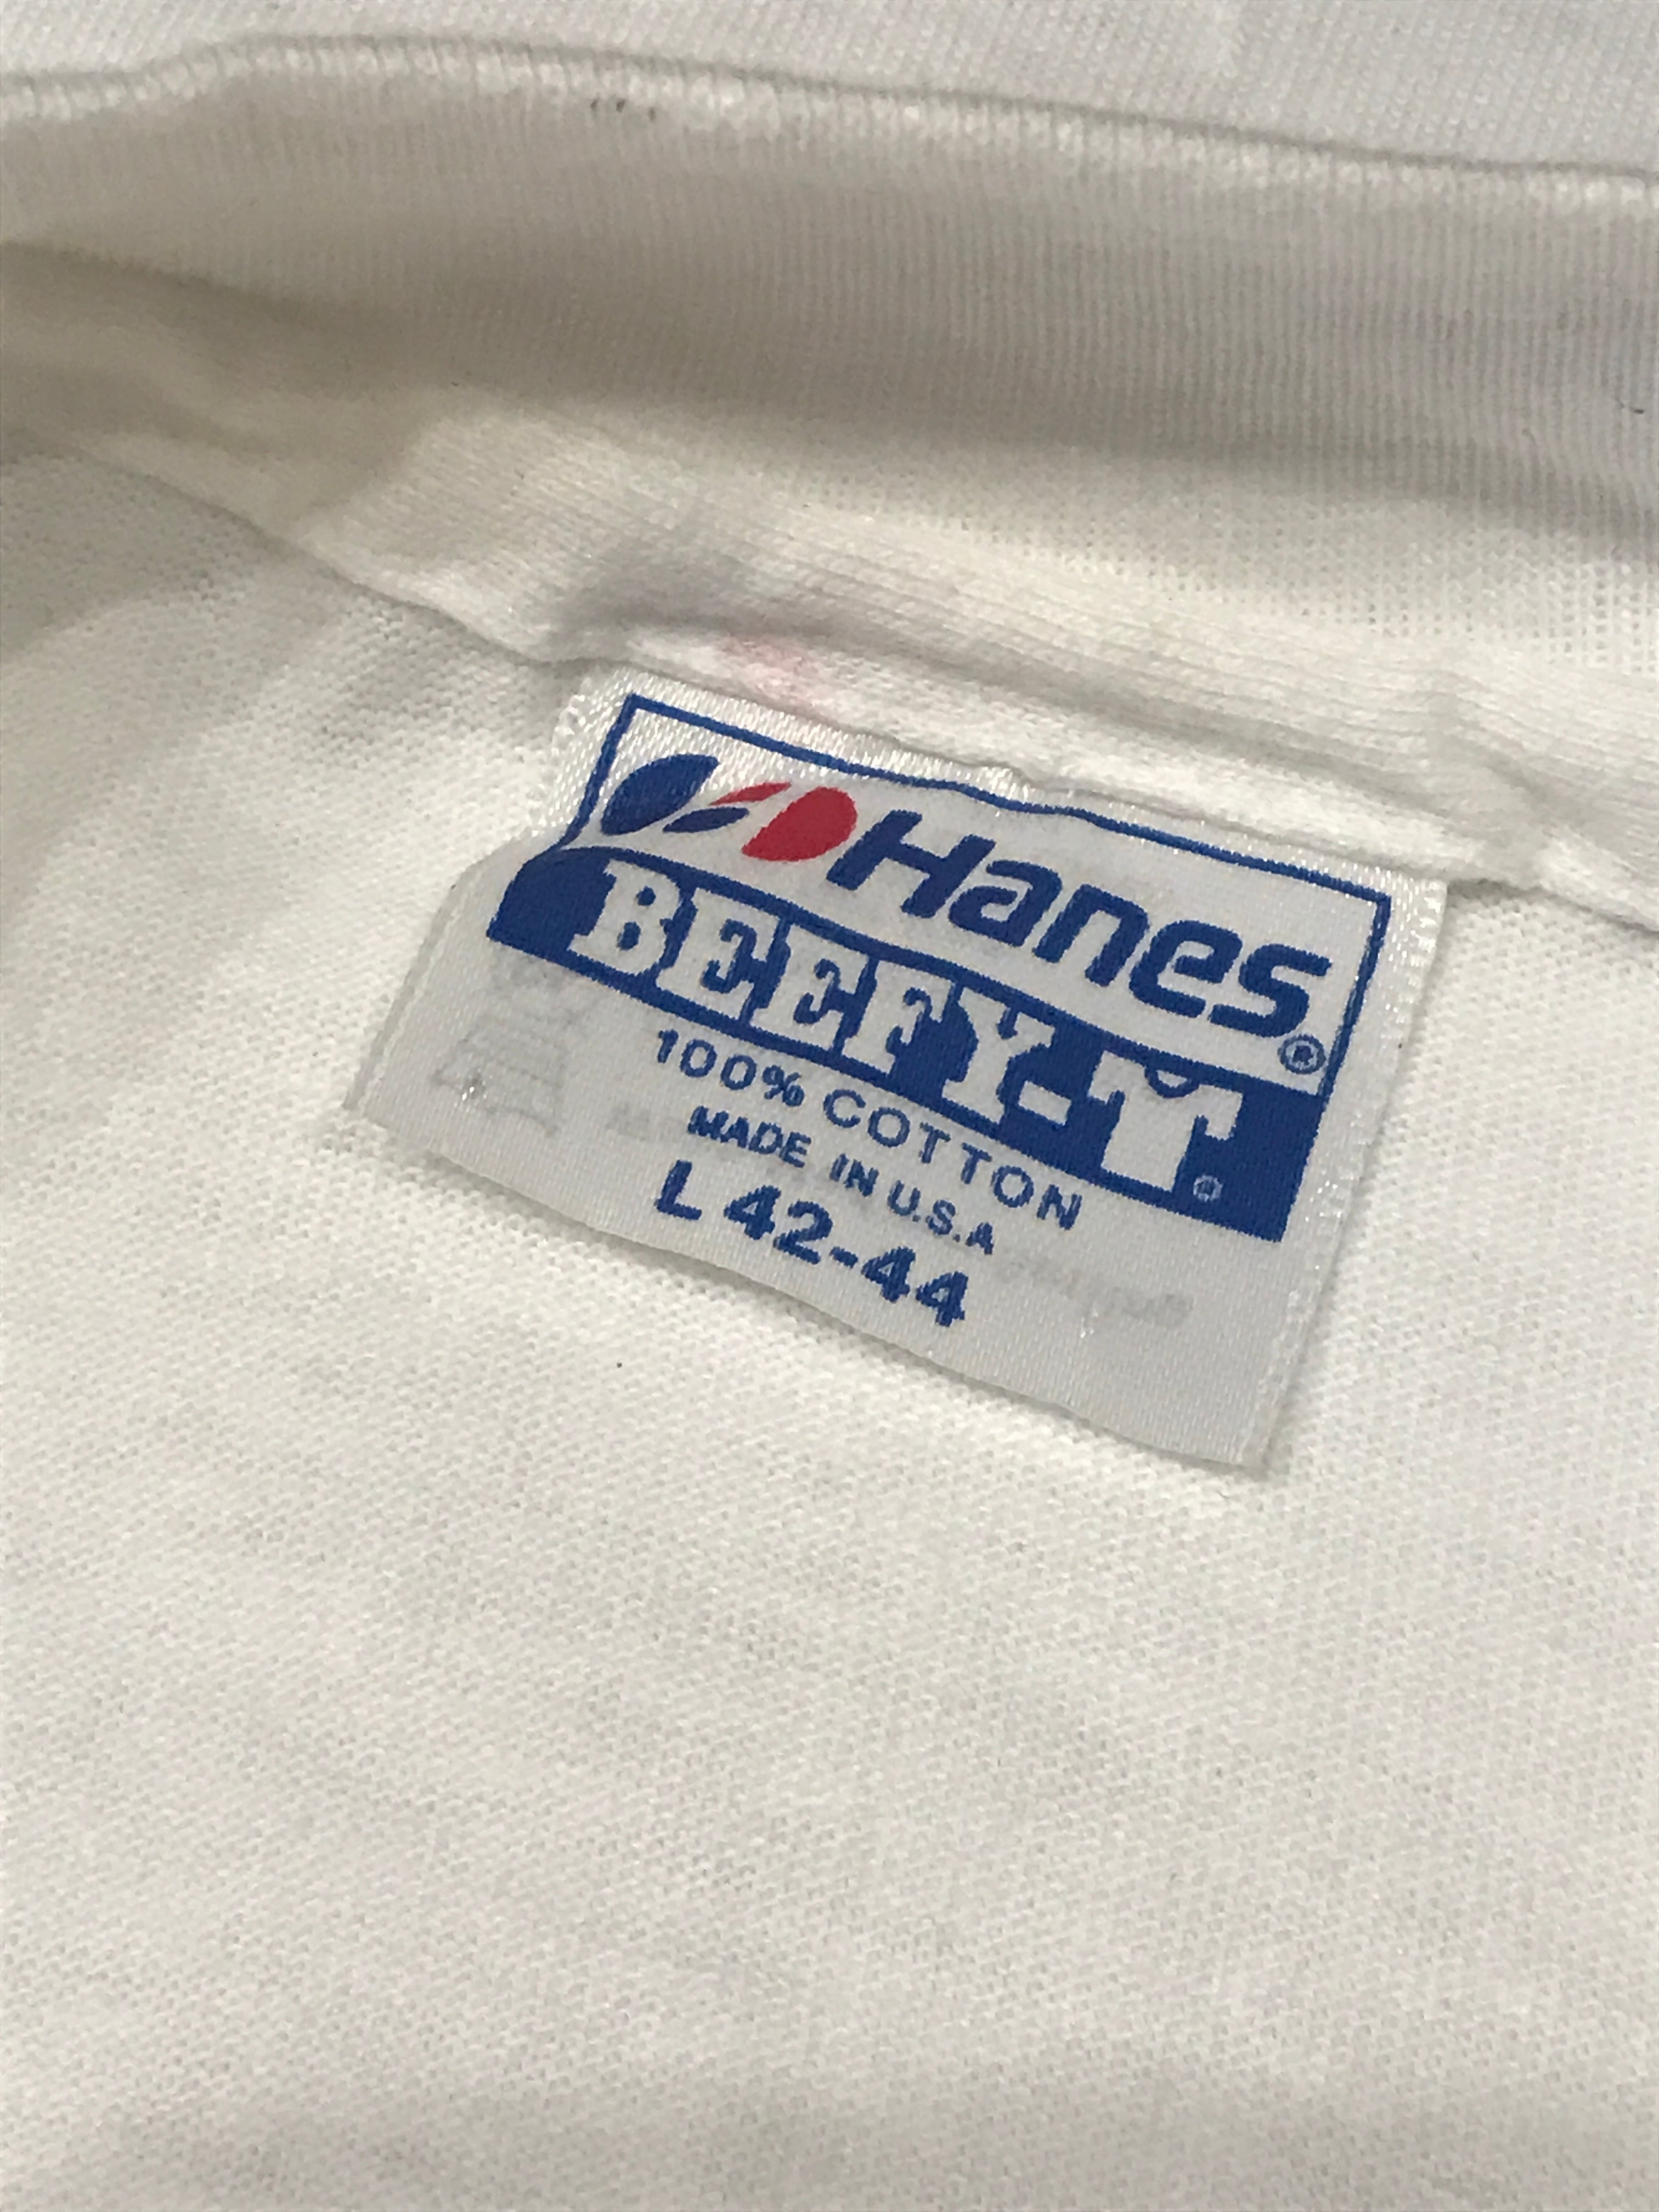 Hanes®
BEEFY-T®
100% COTTON
MADE IN U.S.A
L 42-44